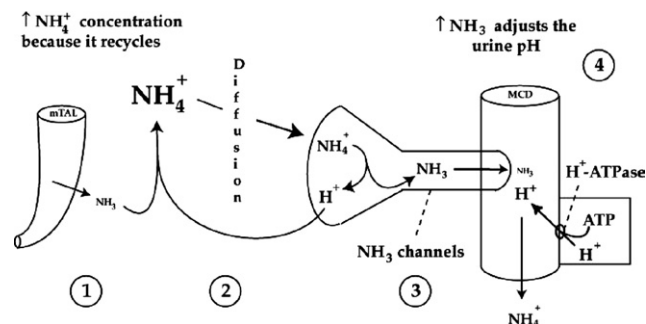 ↑ NH₄⁺ concentration
because it recycles
↑ NH₃ adjusts the
urine pH
4
mTAL
NH₃
NH₄⁺
Diffusion
NH₄⁺
H⁺
NH₃
NH₃ channels
MCD
NH₃
H⁺
H⁺-ATPase
ATP
H⁺
NH₄⁺
1
2
3